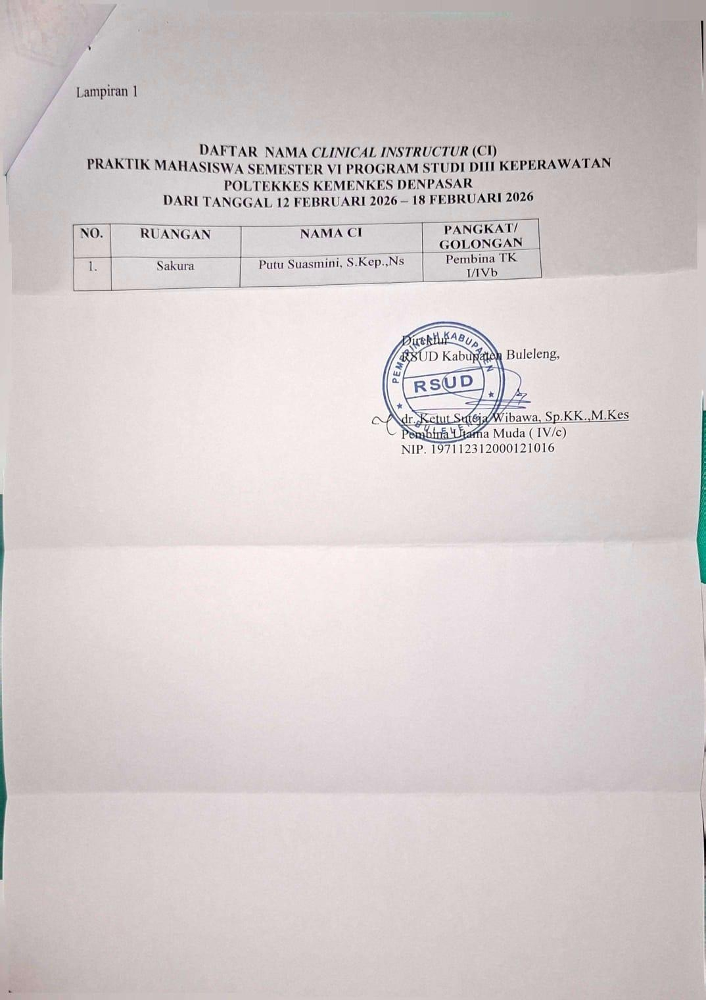 Lampiran 1
DAFTAR NAMA CLINICAL INSTRUCTUR (CI)
PRAKTIK MAHASISWA SEMESTER VI PROGRAM STUDI DIII KEPERAWATAN
POLTEKKES KEMENKES DENPASAR
DARI TANGGAL 12 FEBRUARI 2026 – 18 FEBRUARI 2026
NO. RUANGAN NAMA CI PANGKAT/ GOLONGAN
1. Sakura Putu Suasmini, S.Kep.,Ns Pembina TK I/IVb
Direktur
RSUD Kabupaten Buleleng,
PEMERINTAH KABUPATEN
RSUD
BULELENG
dr. Ketut Suteja Wibawa, Sp.KK.,M.Kes
Pembina Utama Muda ( IV/c)
NIP. 197112312000121016